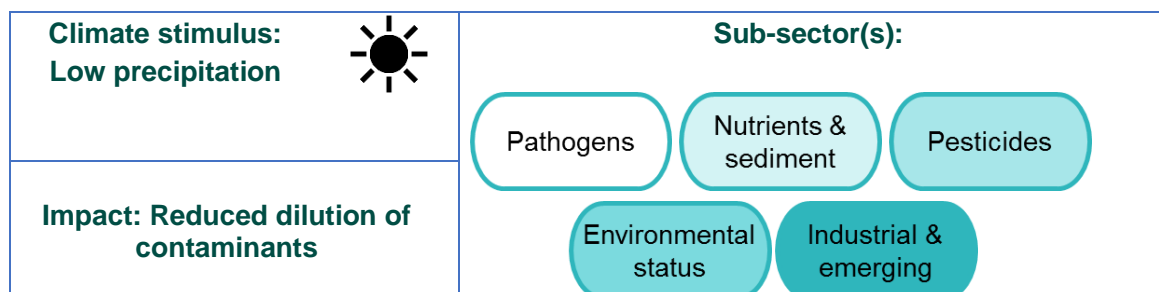 Climate stimulus:
Low precipitation
Impact: Reduced dilution of
contaminants
Sub-sector(s):
Pathogens
Nutrients &
sediment
Pesticides
Environmental
status
Industrial &
emerging